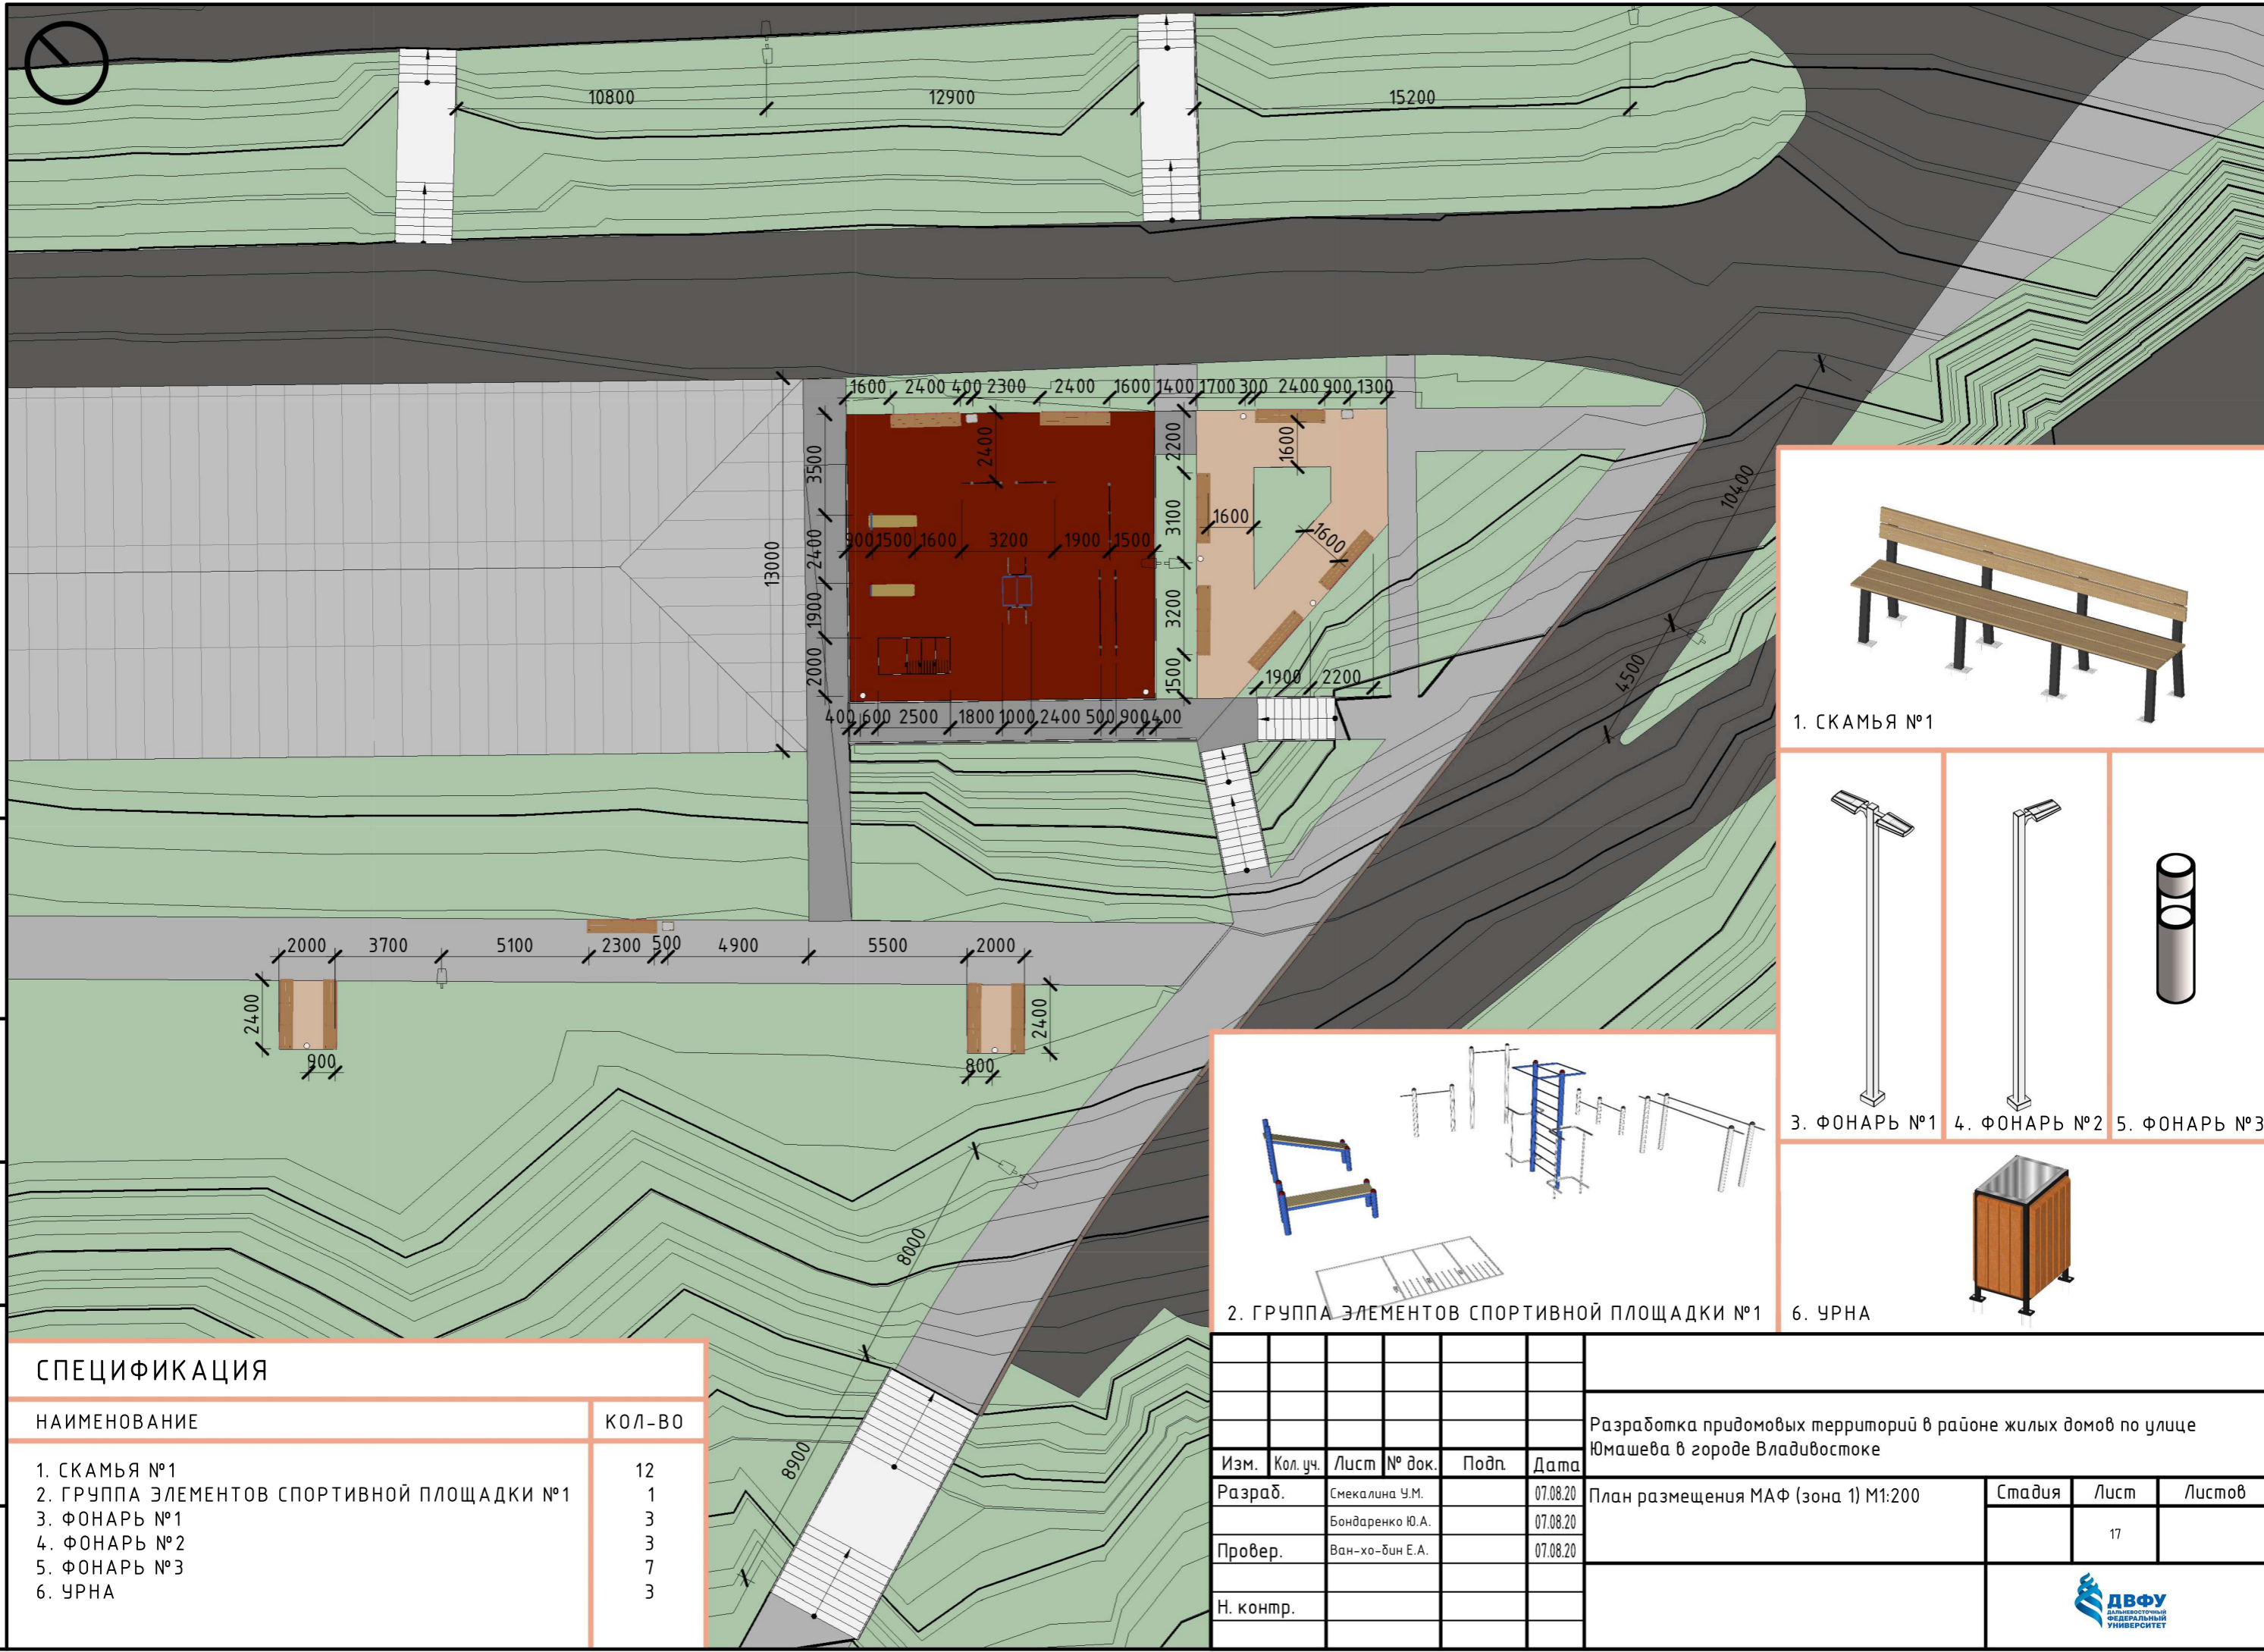 10800
12900
15200
1600 2400 400 2300 2400 1600 1400 1700 300 2400 900 1300
3500
2400
1900
2000
13000
2400
900 1500 1600 3200 1900 1500
2200
3100
3200
1500
1600
1600
1600
1900 2200
400 600 2500 1800 1000 2400 500 900 400
10400
4500
2000 3700 5100 2300 500 4900 5500 2000
2400
900
800
2400
8000
8900
1. СКАМЬЯ №1
3. ФОНАРЬ №1
4. ФОНАРЬ №2
5. ФОНАРЬ №3
2. ГРУППА ЭЛЕМЕНТОВ СПОРТИВНОЙ ПЛОЩАДКИ №1
6. УРНА
СПЕЦИФИКАЦИЯ
НАИМЕНОВАНИЕ КОЛ-ВО
1. СКАМЬЯ №1 12
2. ГРУППА ЭЛЕМЕНТОВ СПОРТИВНОЙ ПЛОЩАДКИ №1 1
3. ФОНАРЬ №1 3
4. ФОНАРЬ №2 3
5. ФОНАРЬ №3 7
6. УРНА 3
Разработка придомовых территорий в районе жилых домов по улице
Юмашева в городе Владивостоке
Изм. Кол. уч. Лист № док. Подп. Дата
Разраб. Смекалина У.М. 07.08.20
Бондаренко Ю.А. 07.08.20
Провер. Ван-хо-бин Е.А. 07.08.20
Н. контр.
План размещения МАФ (зона 1) М1:200
Стадия Лист Листов
17
ДВФУ
ДАЛЬНЕВОСТОЧНЫЙ
ФЕДЕРАЛЬНЫЙ
УНИВЕРСИТЕТ